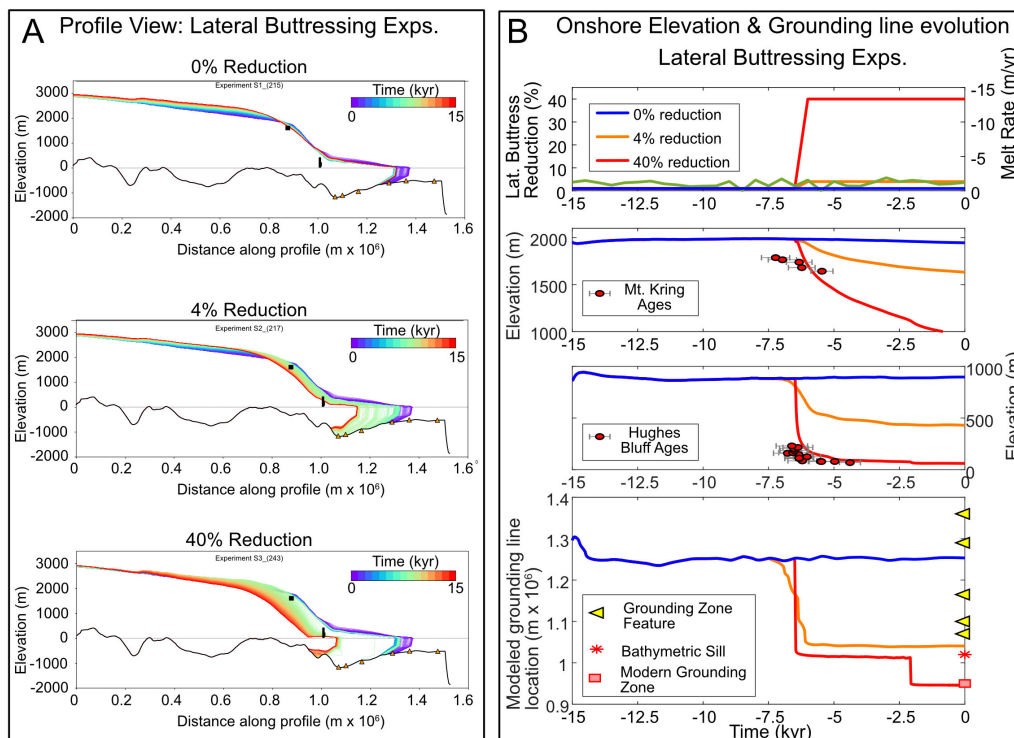 A Profile View: Lateral Buttressing Exps.
0% Reduction
Experiment S1_(215)
Time (kyr)
0 15
Elevation (m)
3000
2000
1000
0
-1000
-2000
0 0.2 0.4 0.6 0.8 1.0 1.2 1.4 1.6
Distance along profile (m x 10⁶)
4% Reduction
Experiment S2_(217)
Time (kyr)
0 15
Elevation (m)
3000
2000
1000
0
-1000
-2000
0 0.2 0.4 0.6 0.8 1.0 1.2 1.4 1.6
Distance along profile (m x 10⁶)
40% Reduction
Experiment S3_(243)
Time (kyr)
0 15
Elevation (m)
3000
2000
1000
0
-1000
-2000
0 0.2 0.4 0.6 0.8 1.0 1.2 1.4 1.6
Distance along profile (m x 10⁶)
B Onshore Elevation & Grounding line evolution
Lateral Buttressing Exps.
Lat. Buttress
Reduction (%)
40
30
20
10
0
0% reduction
4% reduction
40% reduction
-15
-10
-5
0
Melt Rate (m/yr)
-15 -12.5 -10 -7.5 -5 -2.5 0
Elevation (m)
2000
1500
1000
Mt. Kring
Ages
-15 -12.5 -10 -7.5 -5 -2.5 0
Hughes
Bluff Ages
1000
500
0
Elevation (m)
-15 -12.5 -10 -7.5 -5 -2.5 0
Modeled grounding line
location (m x 10⁶)
1.4
1.3
1.2
1.1
1
0.9
Grounding Zone
Feature
Bathymetric Sill
Modern Grounding
Zone
-15 -12.5 -10 -7.5 -5 -2.5 0
Time (kyr)